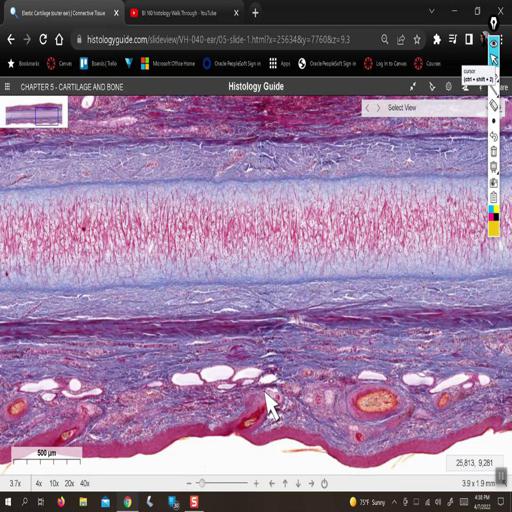 Elastic Cartilage (outer ear) | Connective Tissue
BI 160 histology Walk Through - YouTube
histologyguide.com/slideview/VH-040-ear/05-slide-1.html?x=25634&y=77760&z=9.3
Canvas
Boards | Trello
Microsoft Office Home
Oracle PeopleSoft Sign in
Apps
Oracle PeopleSoft Sign in
Log in to Canvas
Courses
cursor
(ctrl + shift + 2)
CHAPTER 5 - CARTILAGE AND BONE
Histology Guide
Select View
500 µm
25,813, 9,281
3.7x
4x
10x
20x
40x
3.9 x 1.9 mm
75°F Sunny
4:38 PM
4/7/2022